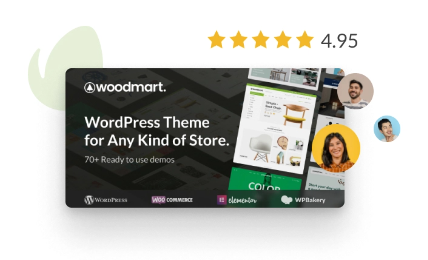 4.95
woodmart.
WordPress Theme
for Any Kind of Store.
70+ Ready to use demos
WORDPRESS
WOO COMMERCE
elementor
WPBakery
COLOR